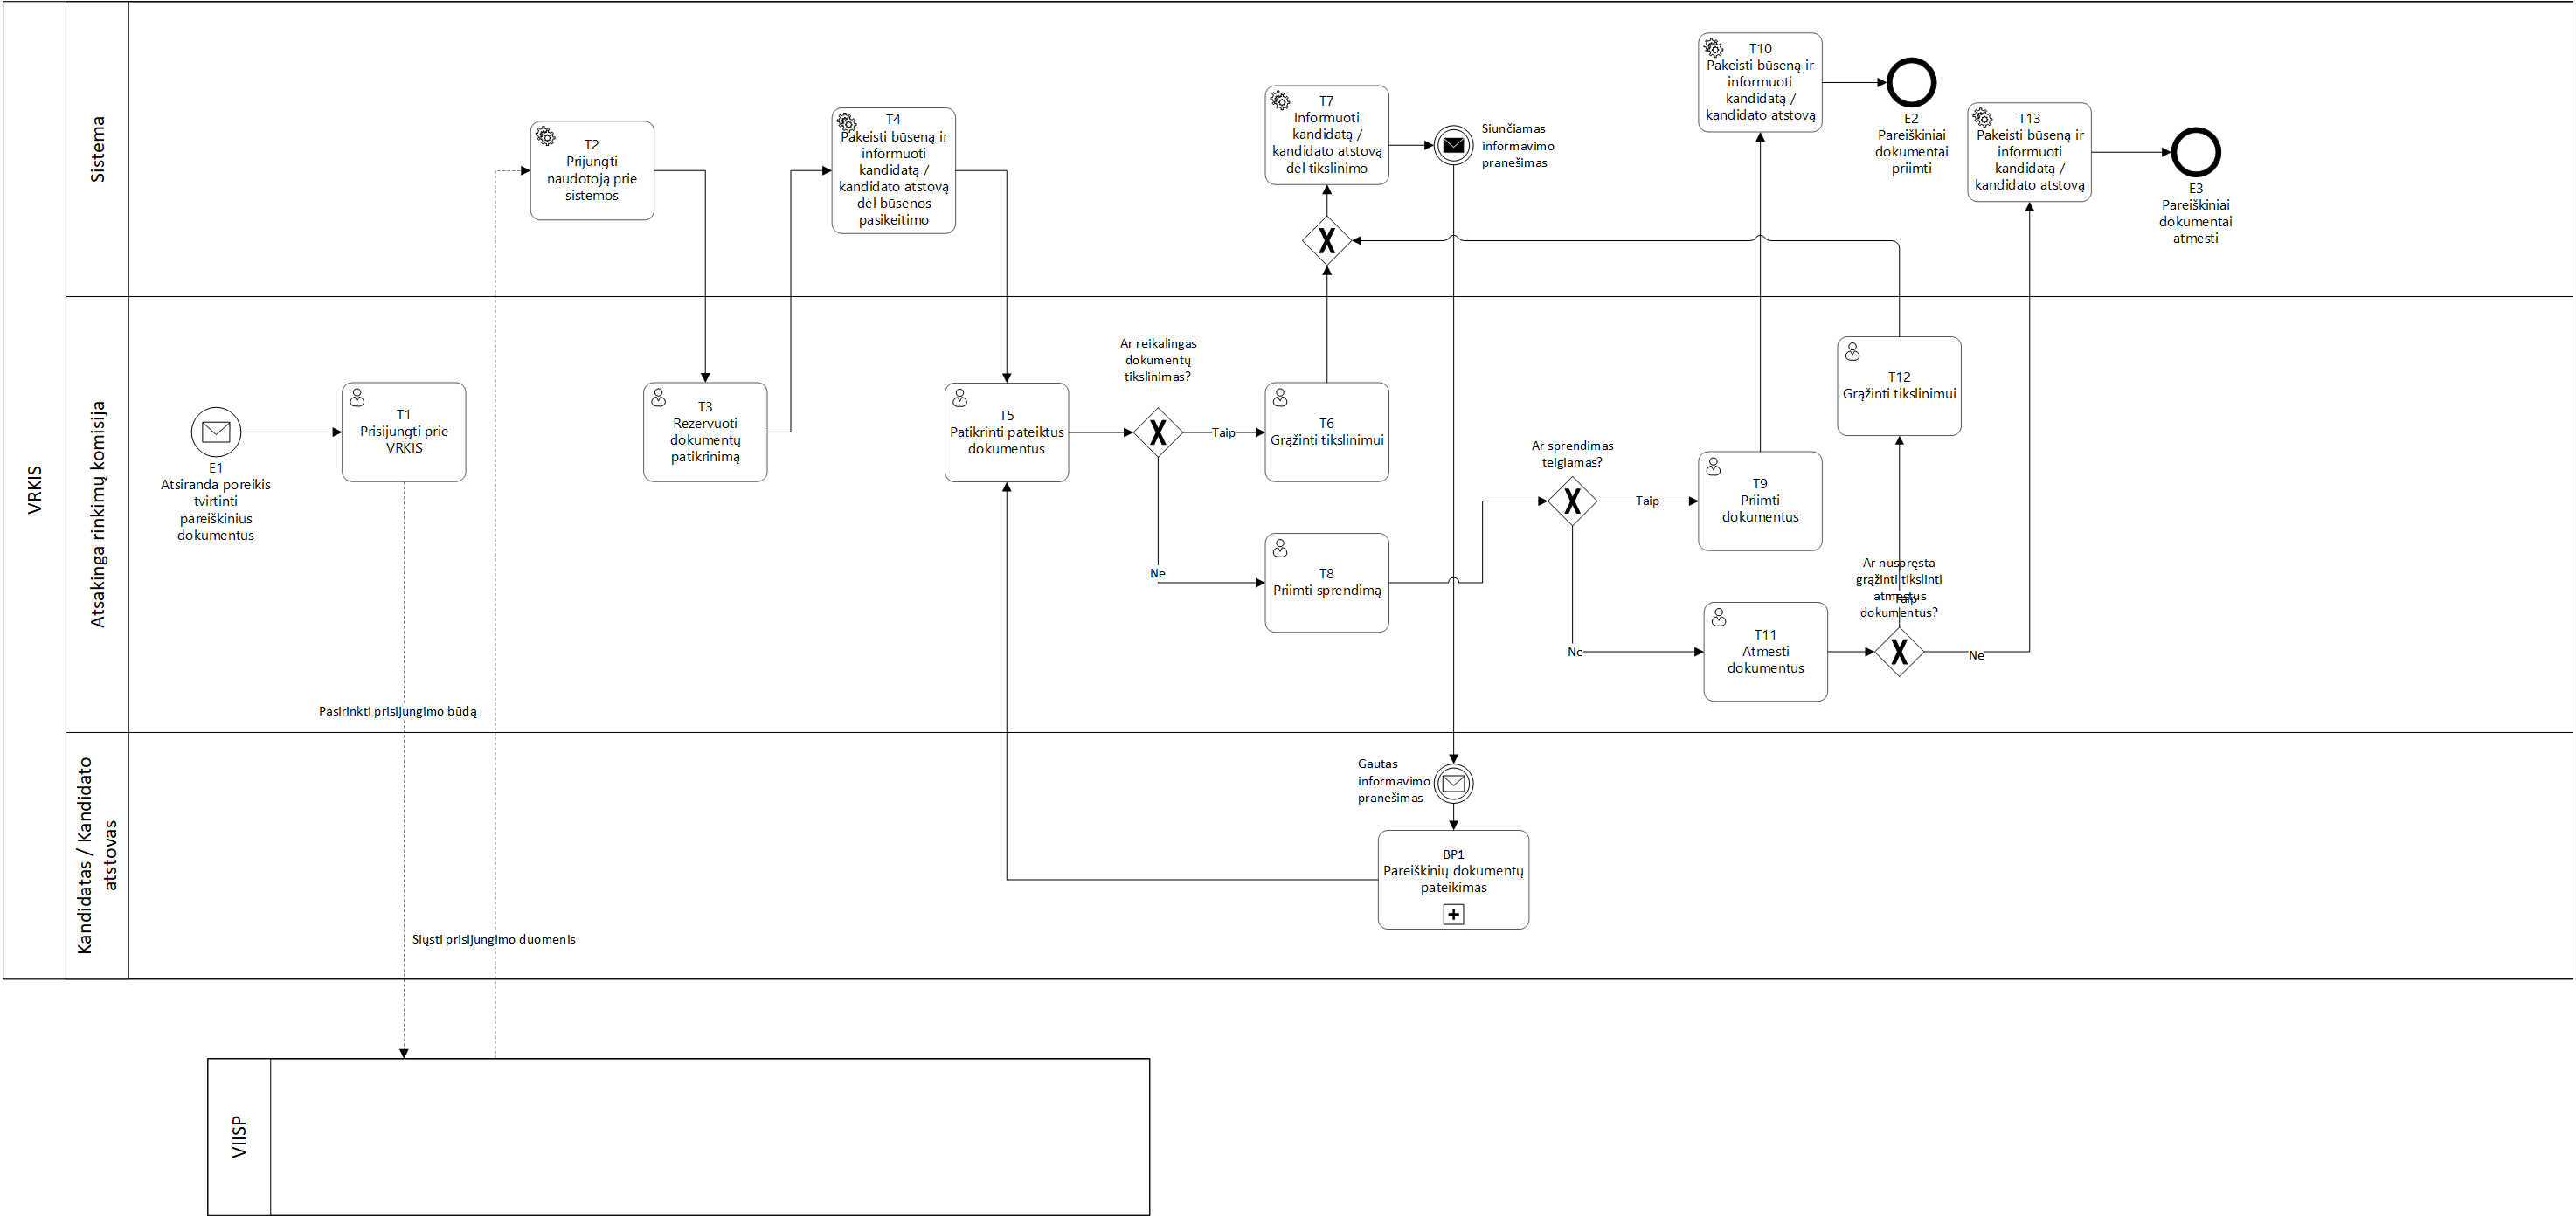 VRKIS
Sistema
T2
Prijungti
naudotoją prie
sistemos
T4
Pakeisti būseną ir
informuoti
kandidatą /
kandidato atstovą
dėl būsenos
pasikeitimo
T7
Informuoti
kandidatą /
kandidato atstovą
dėl tikslinimo
Siunčiamas
informavimo
pranešimas
T10
Pakeisti būseną ir
informuoti
kandidatą /
kandidato atstovą
E2
Pareiškiniai
dokumentai
priimti
T13
Pakeisti būseną ir
informuoti
kandidatą /
kandidato atstovą
E3
Pareiškiniai
dokumentai
atmesti
Atsakinga rinkimų komisija
E1
Atsiranda poreikis
tvirtinti
pareiškinius
dokumentus
T1
Prisijungti prie
VRKIS
T3
Rezervuoti
dokumentų
patikrinimą
T5
Patikrinti pateiktus
dokumentus
Ar reikalingas
dokumentų
tikslinimas?
Taip
Ne
T6
Grąžinti tikslinimui
T8
Priimti sprendimą
Ar sprendimas
teigiamas?
Taip
Ne
T9
Priimti
dokumentus
T11
Atmesti
dokumentus
T12
Grąžinti tikslinimui
Ar nuspręsta
grąžinti tikslinti
atmestus
dokumentus?
Taip
Ne
Pasirinkti prisijungimo būdą
Kandidatas / Kandidato
atstovas
Gautas
informavimo
pranešimas
BP1
Pareiškinių dokumentų
pateikimas
Siųsti prisijungimo duomenis
VIISP